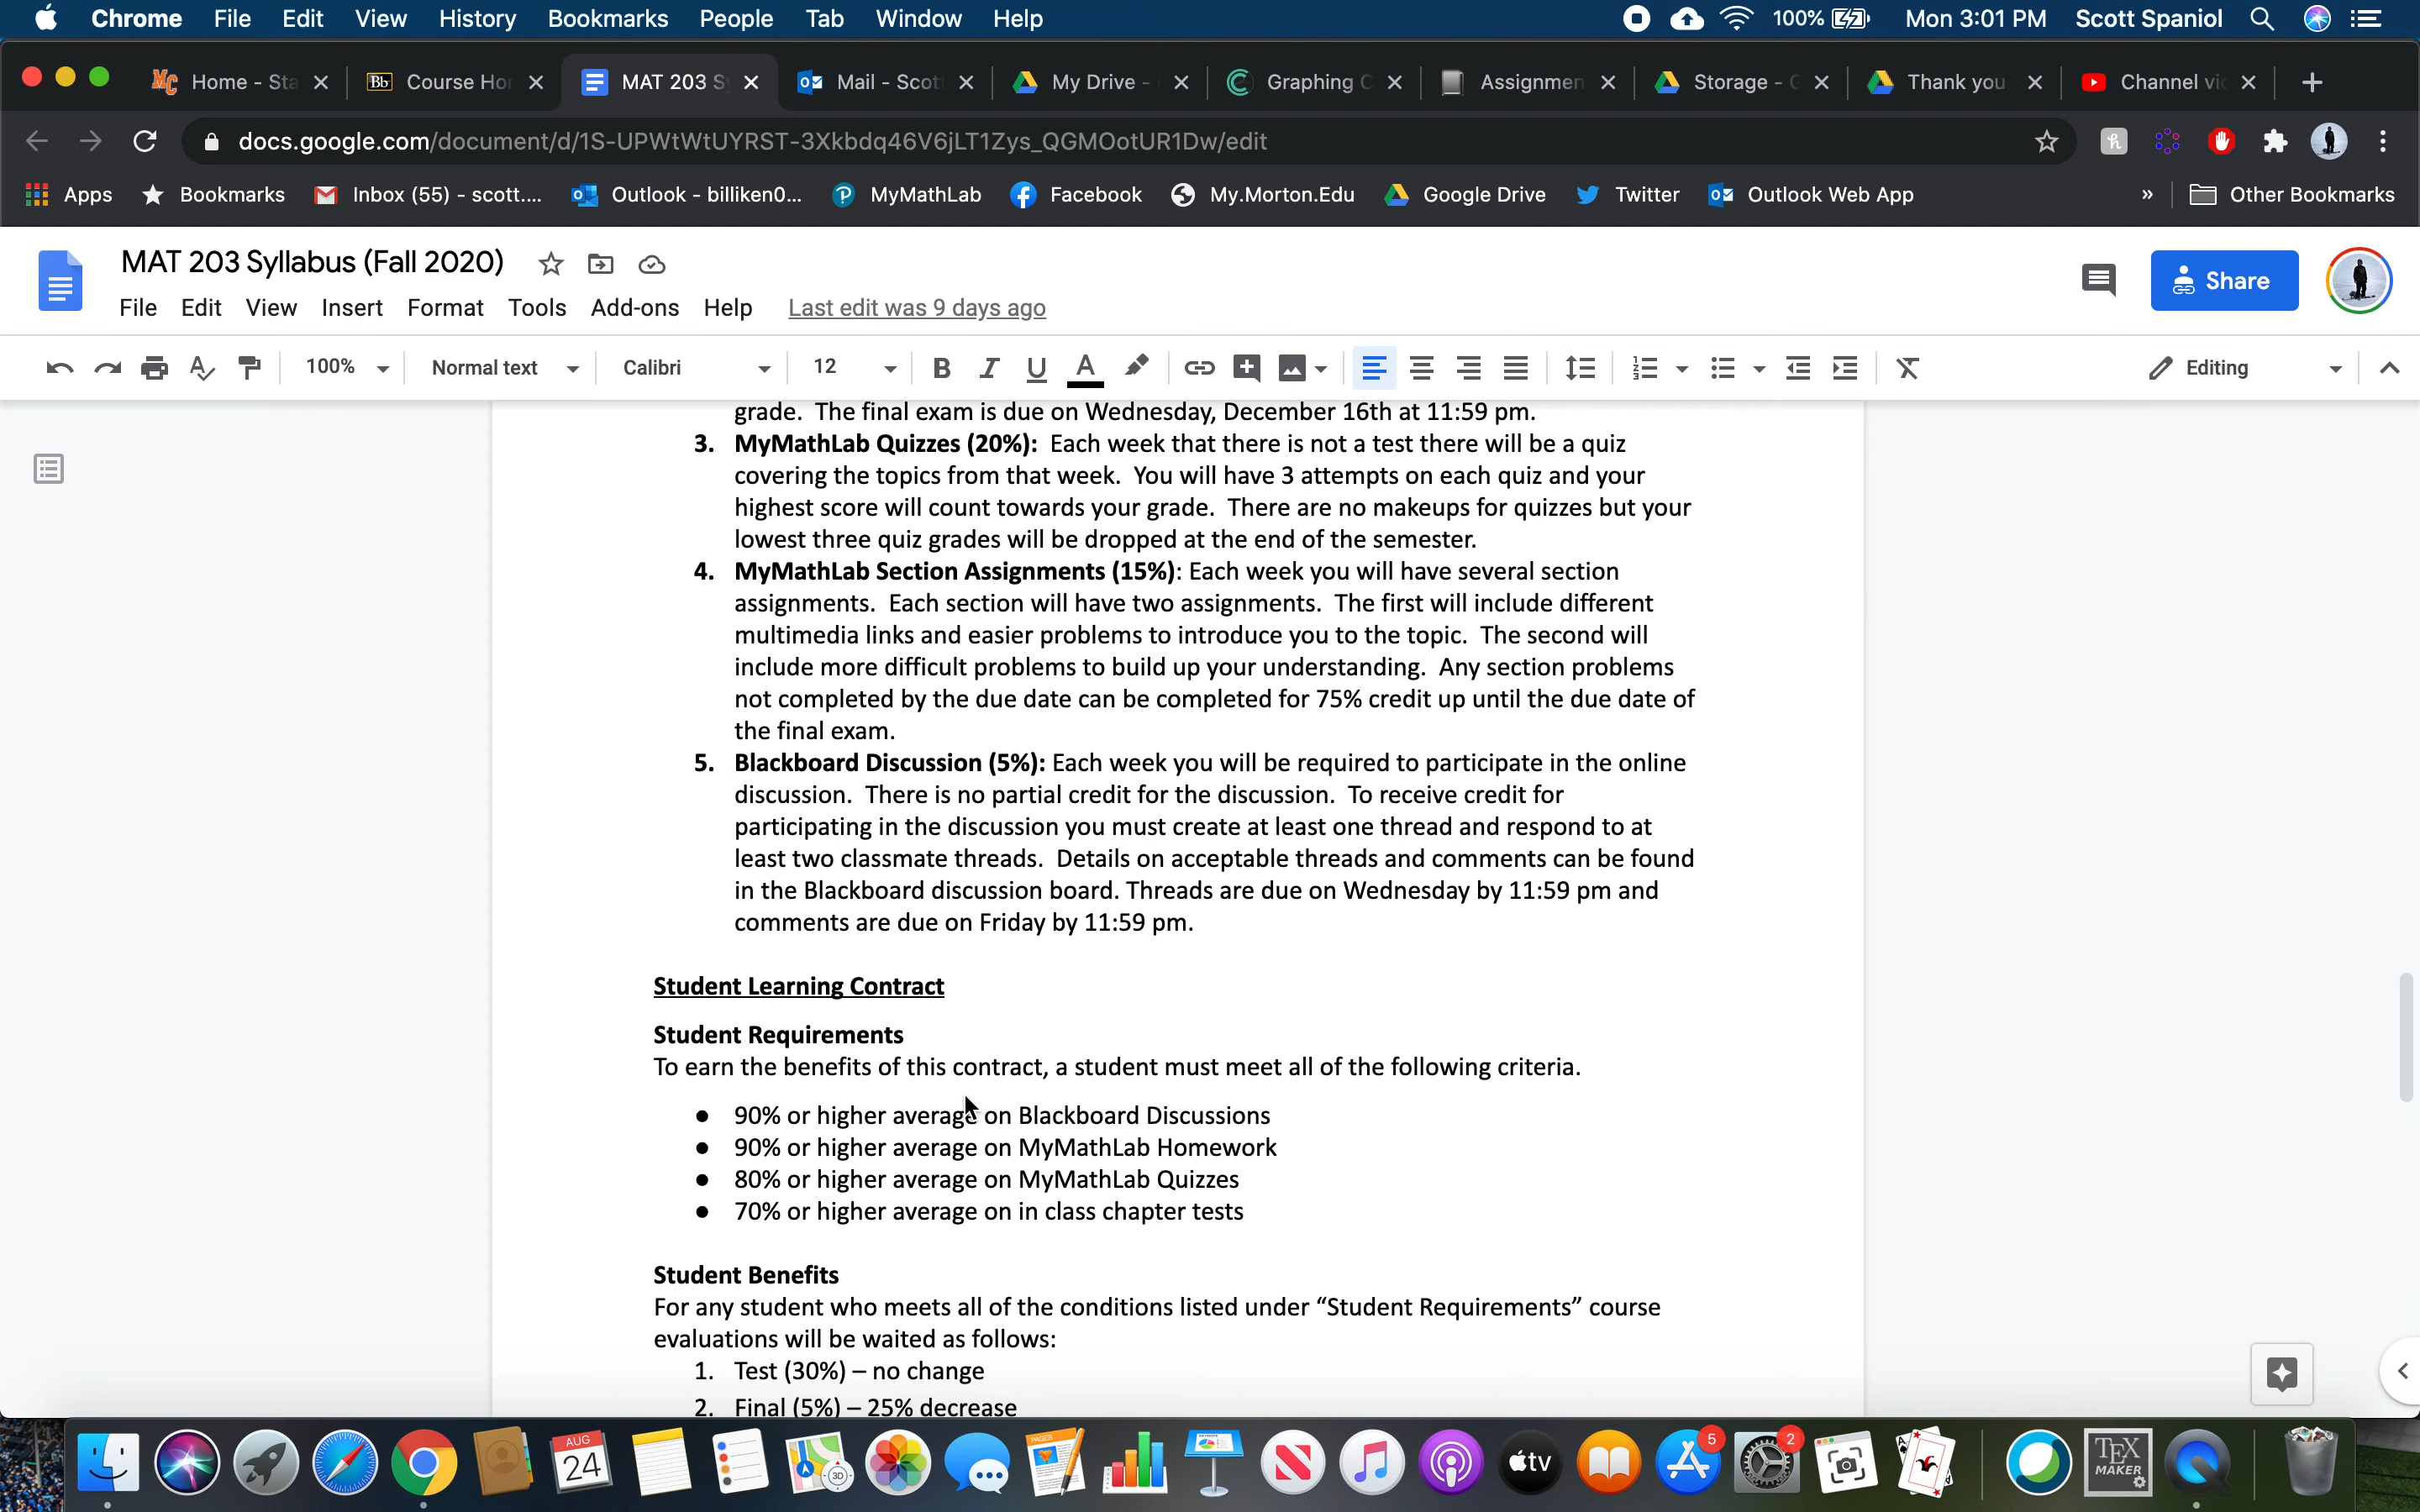 Chrome File Edit View History Bookmarks People Tab Window Help 100% Mon 3:01 PM Scott Spaniol
Home - Sta Bb Course Hor MAT 203 S Mail - Scott My Drive - Graphing C Assignmen Storage - G Thank you Channel vi
docs.google.com/document/d/1S-UPWtWtUYRST-3Xkbdq46V6jLT1Zys_QGMOotUR1Dw/edit
Apps Bookmarks Inbox (55) - scott.... Outlook - billiken0... MyMathLab Facebook My.Morton.Edu Google Drive Twitter Outlook Web App » Other Bookmarks
MAT 203 Syllabus (Fall 2020)
Share
File Edit View Insert Format Tools Add-ons Help Last edit was 9 days ago
100% Normal text Calibri 12 B I U A Editing
grade. The final exam is due on Wednesday, December 16th at 11:59 pm.
3. MyMathLab Quizzes (20%): Each week that there is not a test there will be a quiz
covering the topics from that week. You will have 3 attempts on each quiz and your
highest score will count towards your grade. There are no makeups for quizzes but your
lowest three quiz grades will be dropped at the end of the semester.
4. MyMathLab Section Assignments (15%): Each week you will have several section
assignments. Each section will have two assignments. The first will include different
multimedia links and easier problems to introduce you to the topic. The second will
include more difficult problems to build up your understanding. Any section problems
not completed by the due date can be completed for 75% credit up until the due date of
the final exam.
5. Blackboard Discussion (5%): Each week you will be required to participate in the online
discussion. There is no partial credit for the discussion. To receive credit for
participating in the discussion you must create at least one thread and respond to at
least two classmate threads. Details on acceptable threads and comments can be found
in the Blackboard discussion board. Threads are due on Wednesday by 11:59 pm and
comments are due on Friday by 11:59 pm.
Student Learning Contract
Student Requirements
To earn the benefits of this contract, a student must meet all of the following criteria.
● 90% or higher average on Blackboard Discussions
● 90% or higher average on MyMathLab Homework
● 80% or higher average on MyMathLab Quizzes
● 70% or higher average on in class chapter tests
Student Benefits
For any student who meets all of the conditions listed under “Student Requirements” course
evaluations will be waited as follows:
1. Test (30%) – no change
2. Final (5%) – 25% decrease
AUG
24
PAGES
3D
tv
5
2
TEX
MAKER